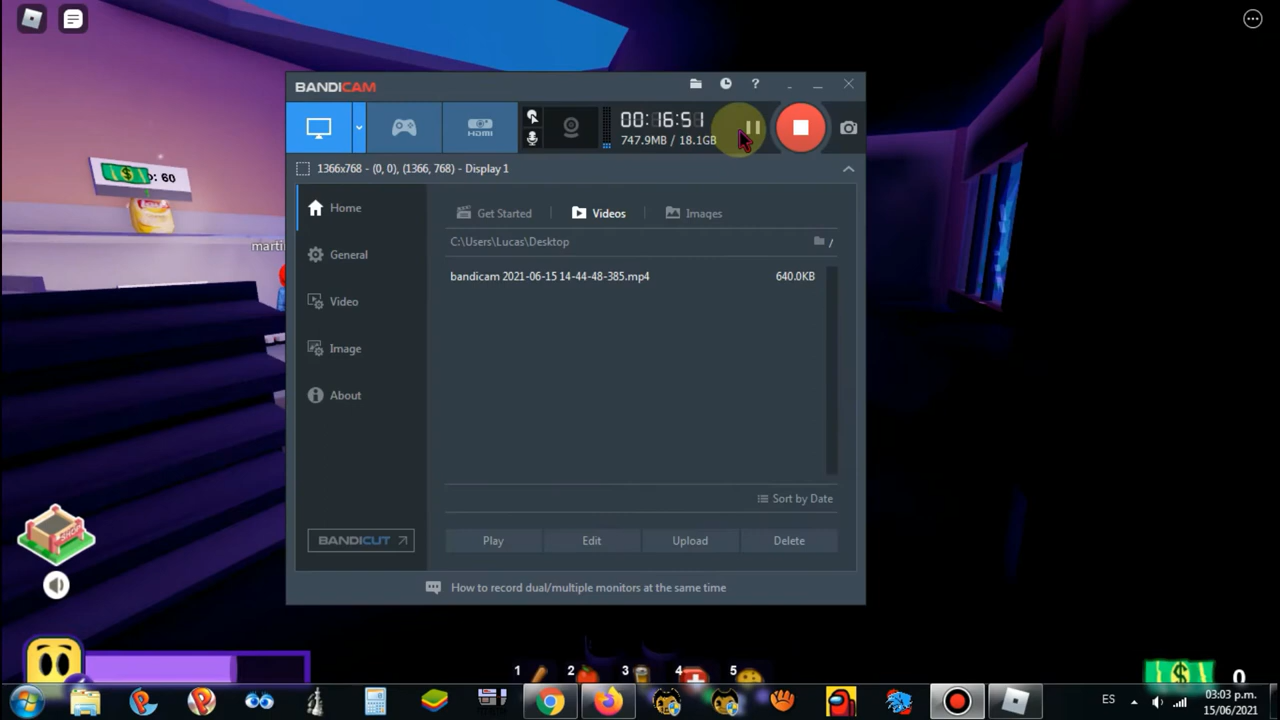 BANDICAM
?
HDMI
00:16:51
747.9MB / 18.1GB
1366x768 - (0, 0), (1366, 768) - Display 1
Home
General
Video
Image
About
Get Started
Videos
Images
C:\Users\Lucas\Desktop
/
bandicam 2021-06-15 14-44-48-385.mp4
640.0KB
Sort by Date
BANDICUT
Play
Edit
Upload
Delete
How to record dual/multiple monitors at the same time
$ o: 60
marti
SHOP
1
2
3
4
5
$
0
ES
03:03 p.m.
15/06/2021